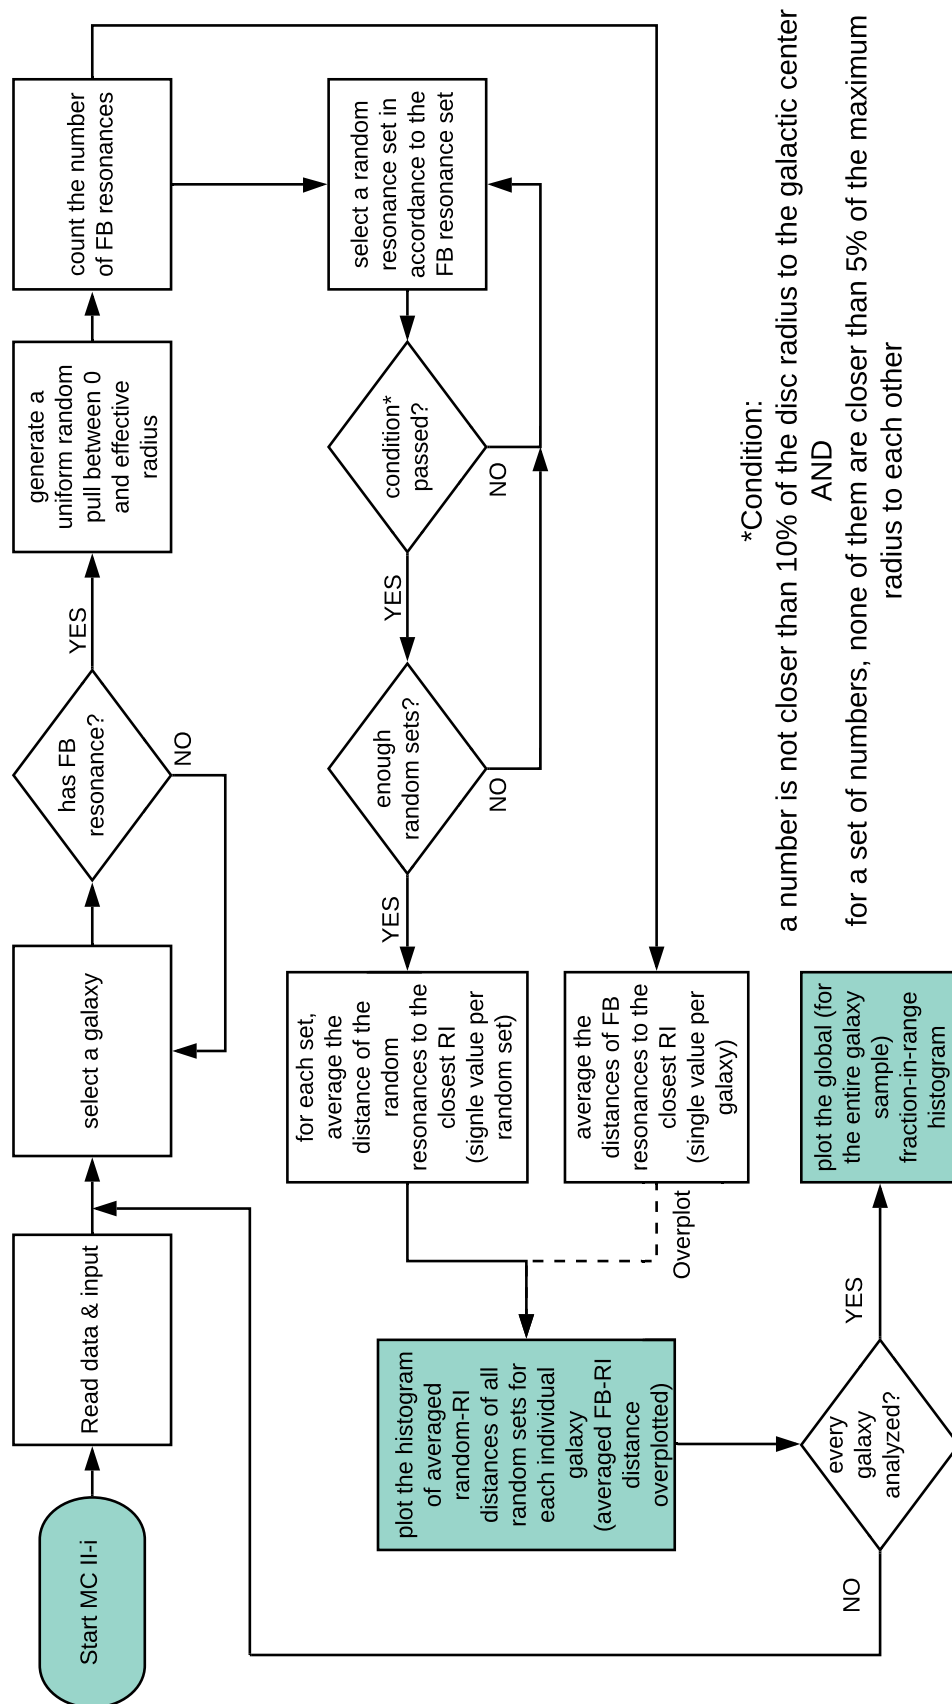 Start MC II-i
Read data & input
select a galaxy
has FB
resonance?
YES
NO
generate a
uniform random
pull between 0
and effective
radius
count the number
of FB resonances
select a random
resonance set in
accordance to the
FB resonance set
condition*
passed?
NO
YES
enough
random sets?
NO
YES
for each set,
average the
distance of the
random
resonances to the
closest RI
(signle value per
random set)
average the
distances of FB
resonances to the
closest RI
(single value per
galaxy)
Overplot
plot the histogram
of averaged
random-RI
distances of all
random sets for
each individual
galaxy
(averaged FB-RI
distance
overplotted)
every
galaxy
analyzed?
NO
YES
plot the global (for
the entire galaxy
sample)
fraction-in-range
histogram
*Condition:
a number is not closer than 10% of the disc radius to the galactic center
AND
for a set of numbers, none of them are closer than 5% of the maximum
radius to each other